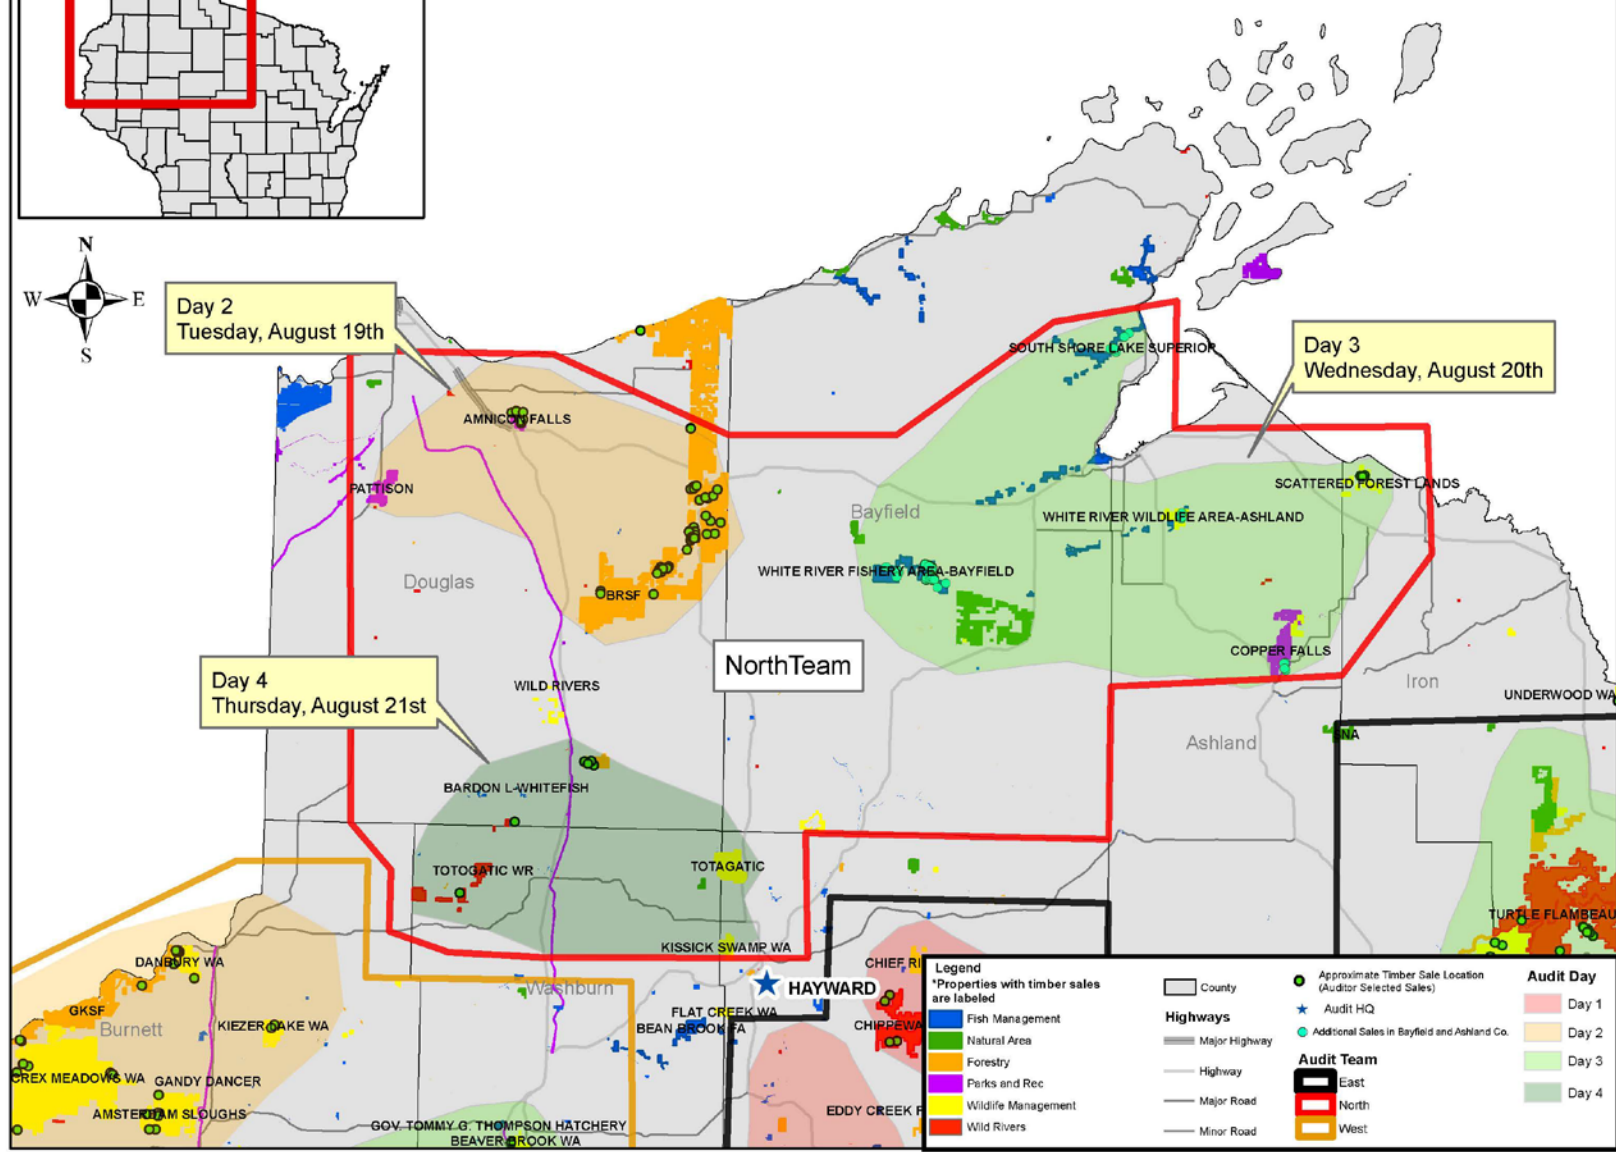 N
W
E
S
Day 2
Tuesday, August 19th
Day 3
Wednesday, August 20th
SOUTH SHORE LAKE SUPERIOR
AMNICON FALLS
PATTISON
SCATTERED FOREST LANDS
Bayfield
WHITE RIVER WILDLIFE AREA-ASHLAND
WHITE RIVER FISHERY AREA-BAYFIELD
Douglas
BRSF
COPPER FALLS
NorthTeam
Day 4
Thursday, August 21st
WILD RIVERS
Iron
UNDERWOOD WA
Ashland
SNA
BARDON L-WHITEFISH
TOTOGATIC WR
TOTAGATIC
TURTLE FLAMBEAU
KISSICK SWAMP WA
DANBURY WA
CHIEF RI
HAYWARD
Washburn
GKSF
Burnett
KIEZER LAKE WA
FLAT CREEK WA
BEAN BROOK FA
CHIPPEWA
CREX MEADOWS WA
GANDY DANCER
AMSTERDAM SLOUGHS
EDDY CREEK F
GOV. TOMMY G. THOMPSON HATCHERY
BEAVER BROOK WA
Legend
*Properties with timber sales
are labeled
Fish Management
Natural Area
Forestry
Parks and Rec
Wildlife Management
Wild Rivers
County
Highways
Major Highway
Highway
Major Road
Minor Road
Approximate Timber Sale Location
(Auditor Selected Sales)
Audit HQ
Additional Sales in Bayfield and Ashland Co.
Audit Team
East
North
West
Audit Day
Day 1
Day 2
Day 3
Day 4